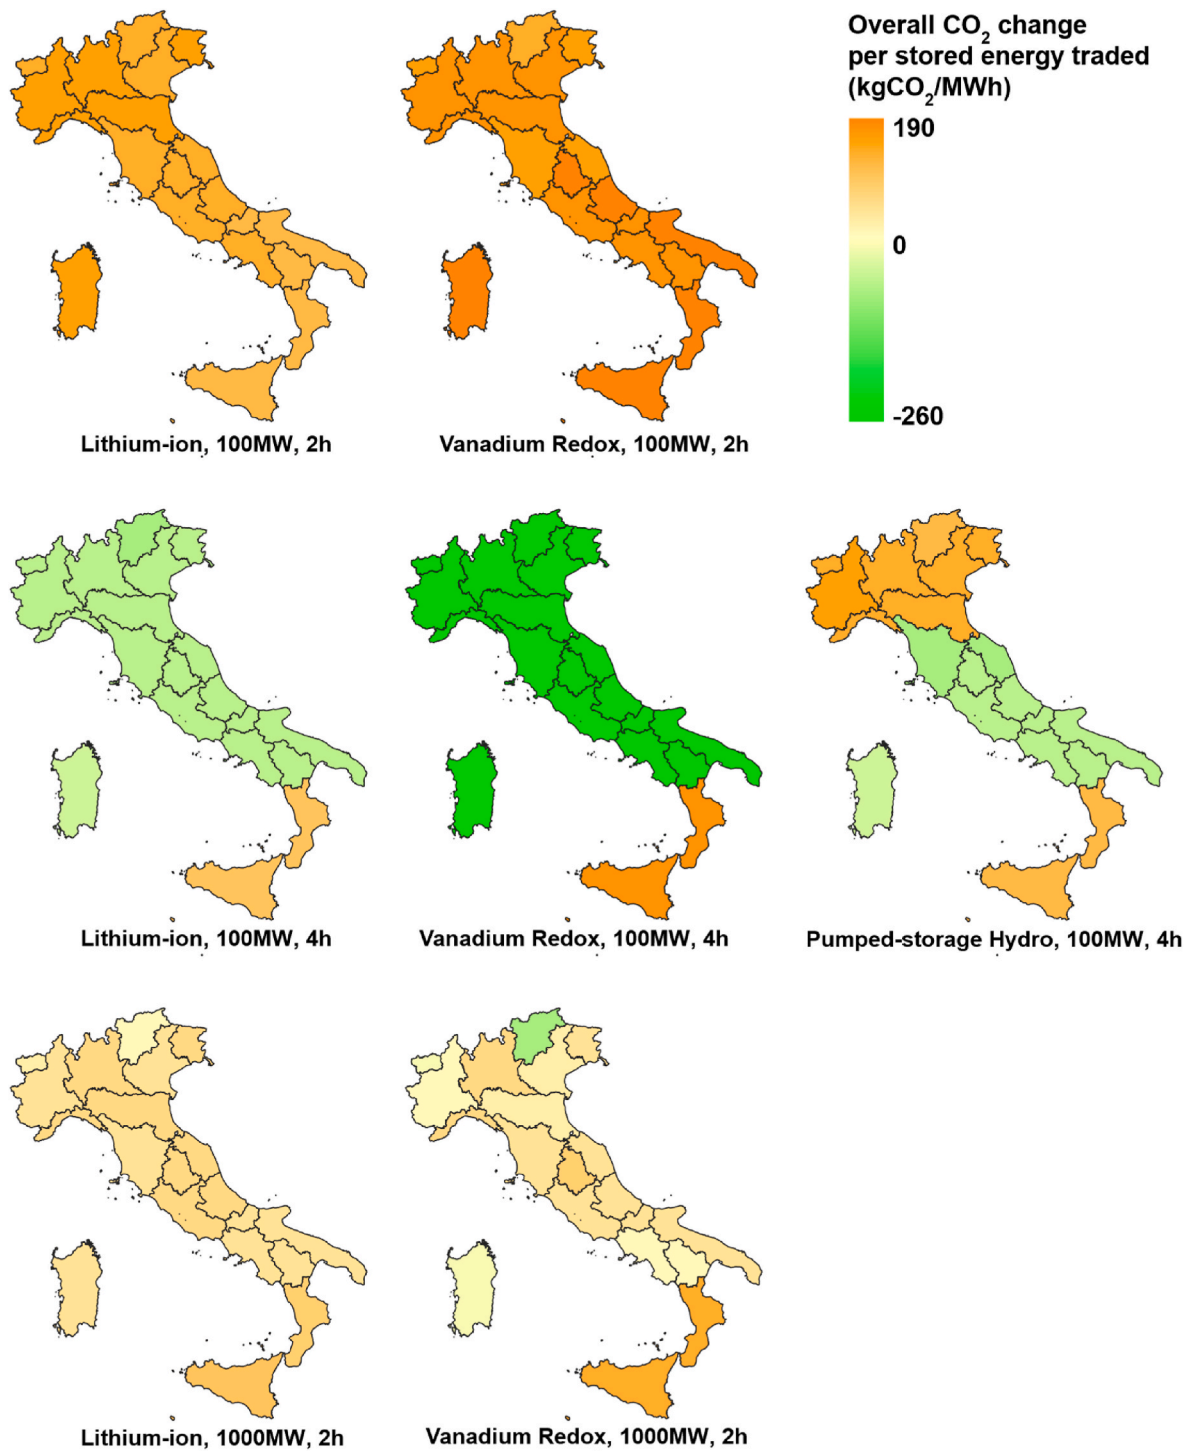 Overall CO₂ change
per stored energy traded
(kgCO₂/MWh)
190
0
-260
Lithium-ion, 100MW, 2h
Vanadium Redox, 100MW, 2h
Lithium-ion, 100MW, 4h
Vanadium Redox, 100MW, 4h
Pumped-storage Hydro, 100MW, 4h
Lithium-ion, 1000MW, 2h
Vanadium Redox, 1000MW, 2h